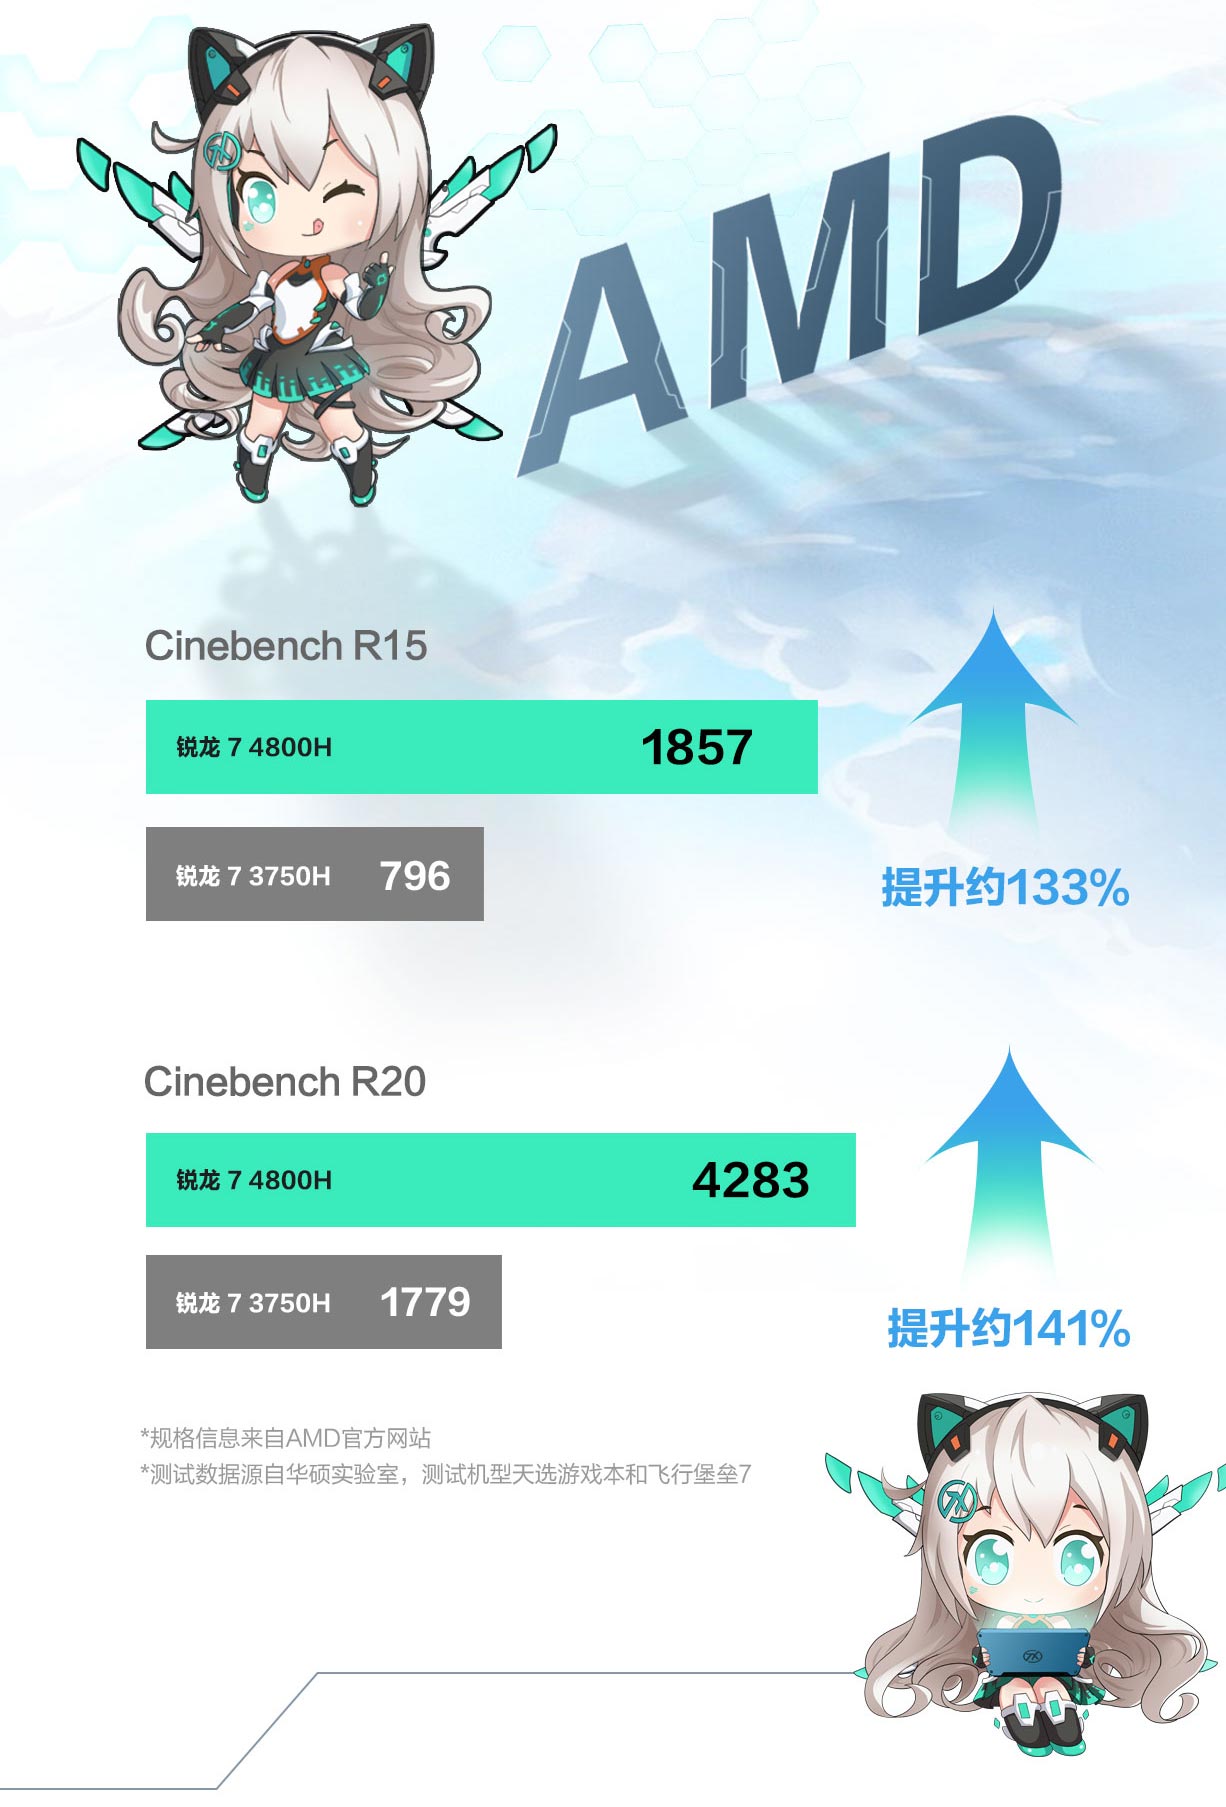 AMD
Cinebench R15
锐龙 7 4800H 1857
锐龙 7 3750H 796
提升约133%
Cinebench R20
锐龙 7 4800H 4283
锐龙 7 3750H 1779
提升约141%
*规格信息来自AMD官方网站
*测试数据源自华硕实验室，测试机型天选游戏本和飞行堡垒7